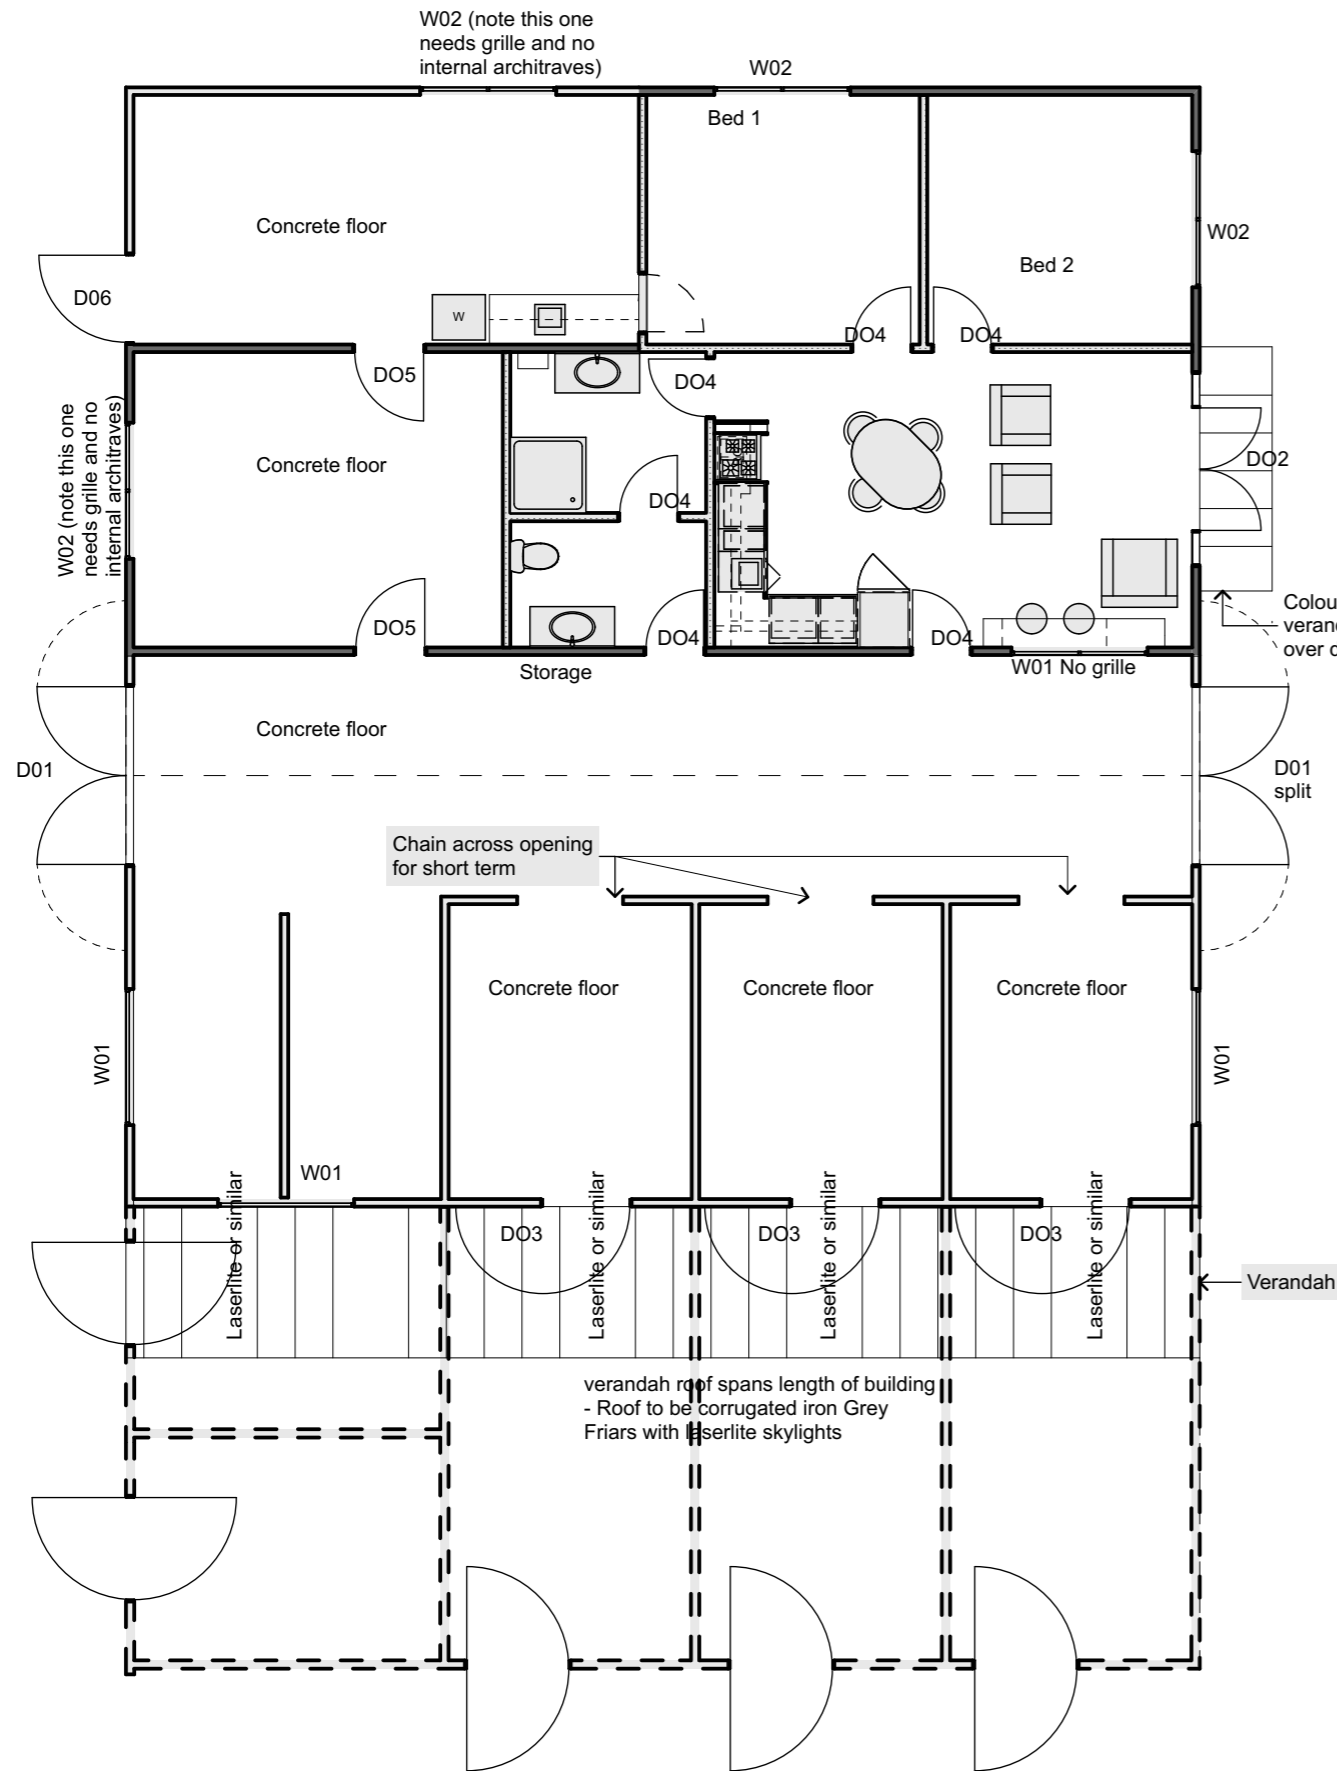 W02 (note this one
needs grille and no
internal architraves)
W02
Bed 1
Concrete floor
W02
Bed 2
D06
W
DO4
DO4
DO5
DO4
W02 (note this one
needs grille and no
internal architraves)
Concrete floor
DO2
DO4
Colou
veran
over d
DO5
DO4
DO4
W01 No grille
Storage
Concrete floor
D01
D01
split
Chain across opening
for short term
Concrete floor
Concrete floor
Concrete floor
W01
W01
W01
Laserlite or similar
Laserlite or similar
Laserlite or similar
Laserlite or similar
DO3
DO3
DO3
Verandah
verandah roof spans length of building
- Roof to be corrugated iron Grey
Friars with laserlite skylights